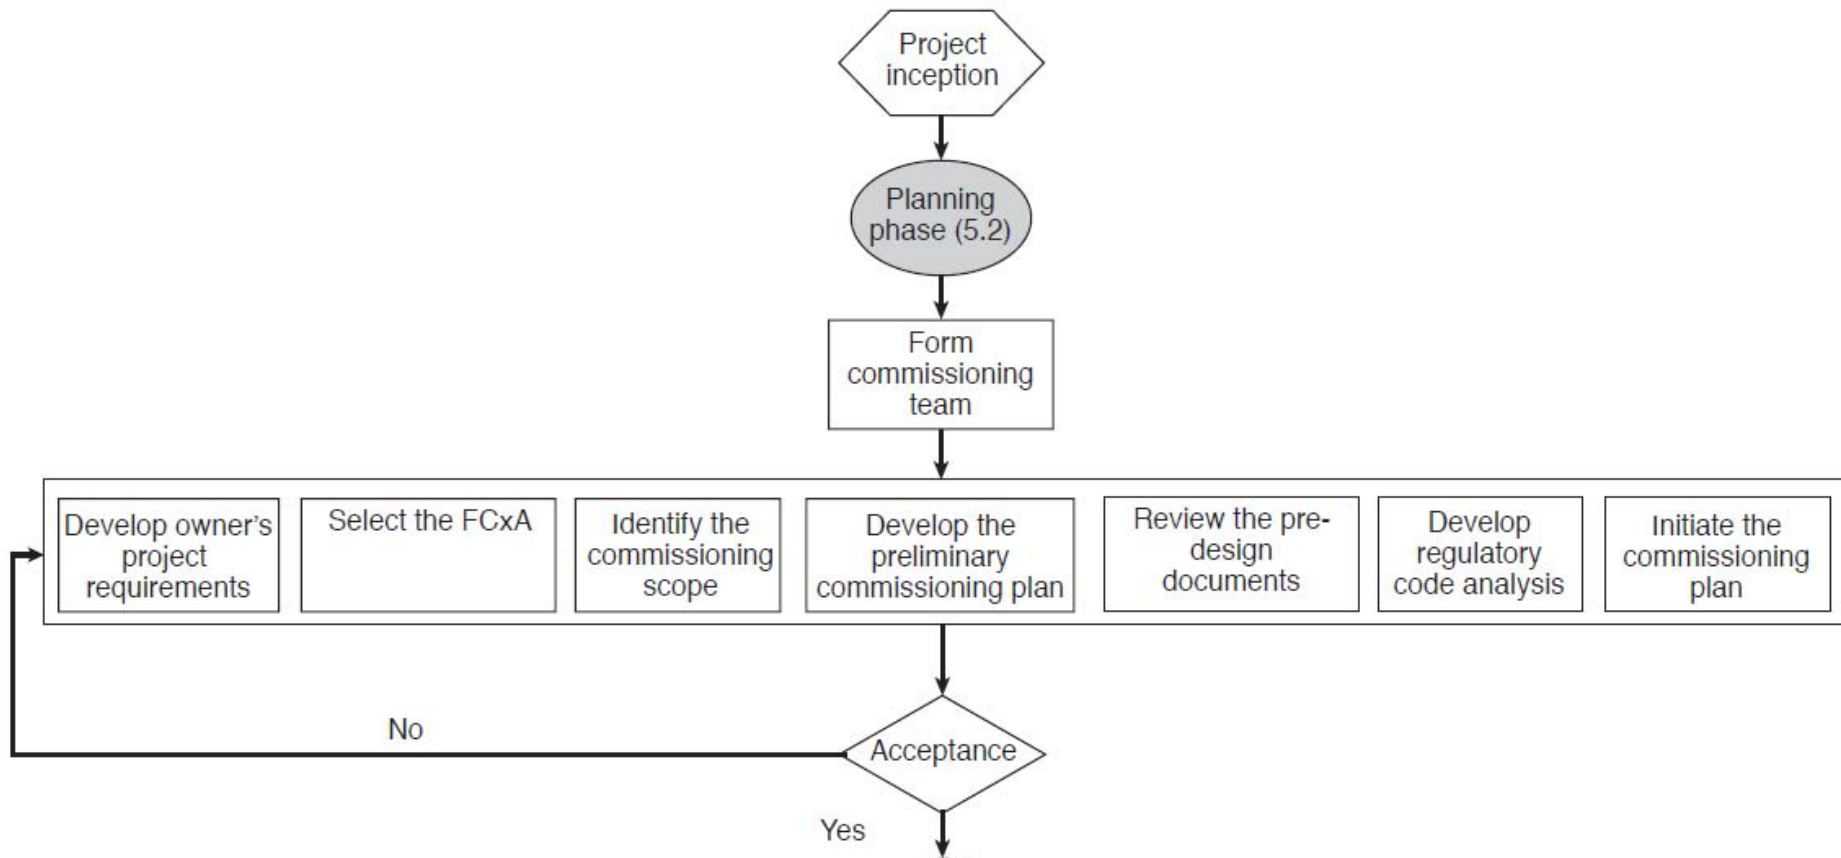 Project
inception
Planning
phase (5.2)
Form
commissioning
team
Develop owner's
project
requirements
Select the FCxA
Identify the
commissioning
scope
Develop the
preliminary
commissioning plan
Review the pre-
design
documents
Develop
regulatory
code analysis
Initiate the
commissioning
plan
No
Acceptance
Yes